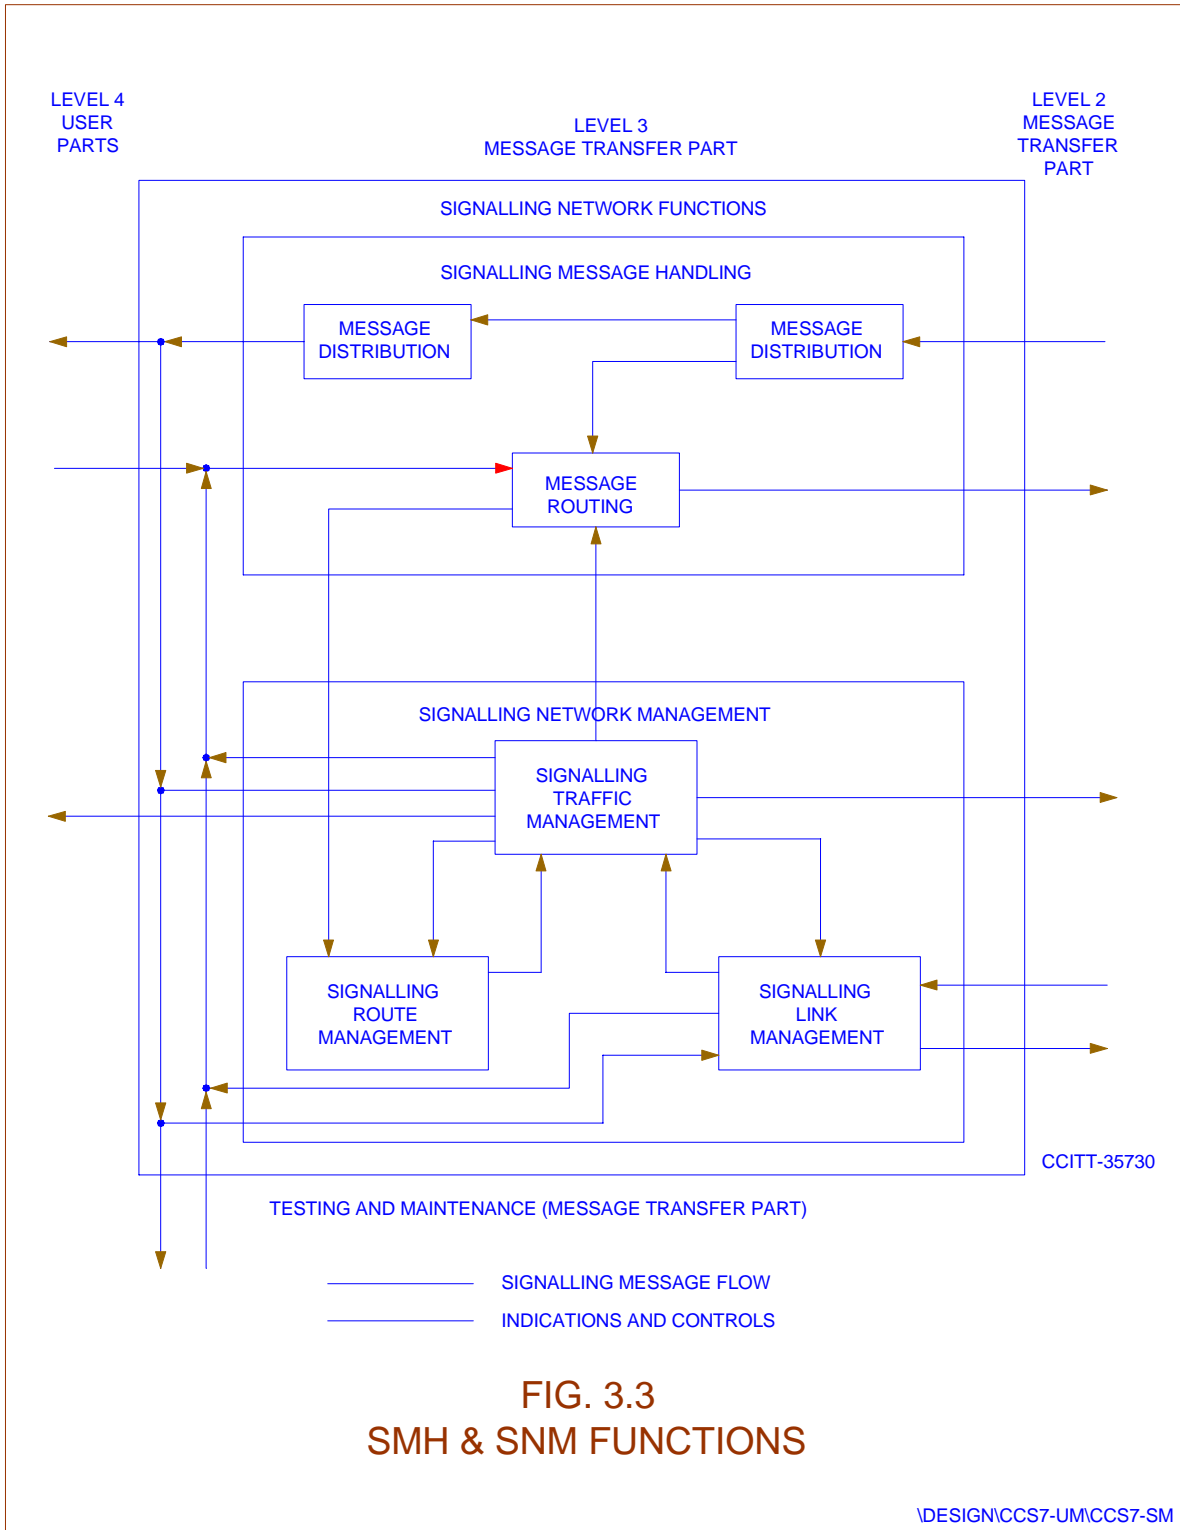 LEVEL 4
USER
PARTS
LEVEL 3
MESSAGE TRANSFER PART
LEVEL 2
MESSAGE
TRANSFER
PART
SIGNALLING NETWORK FUNCTIONS
SIGNALLING MESSAGE HANDLING
MESSAGE
DISTRIBUTION
MESSAGE
DISTRIBUTION
MESSAGE
ROUTING
SIGNALLING NETWORK MANAGEMENT
SIGNALLING
TRAFFIC
MANAGEMENT
SIGNALLING
ROUTE
MANAGEMENT
SIGNALLING
LINK
MANAGEMENT
CCITT-35730
TESTING AND MAINTENANCE (MESSAGE TRANSFER PART)
SIGNALLING MESSAGE FLOW
INDICATIONS AND CONTROLS
FIG. 3.3
SMH & SNM FUNCTIONS
\DESIGN\CCS7-UM\CCS7-SM